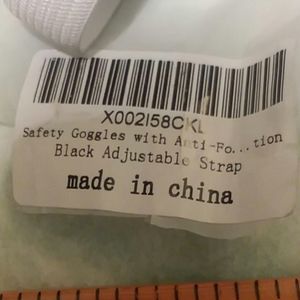 X002I58CKL
Safety Goggles with Anti-Fo...tion
Black Adjustable Strap
made in china